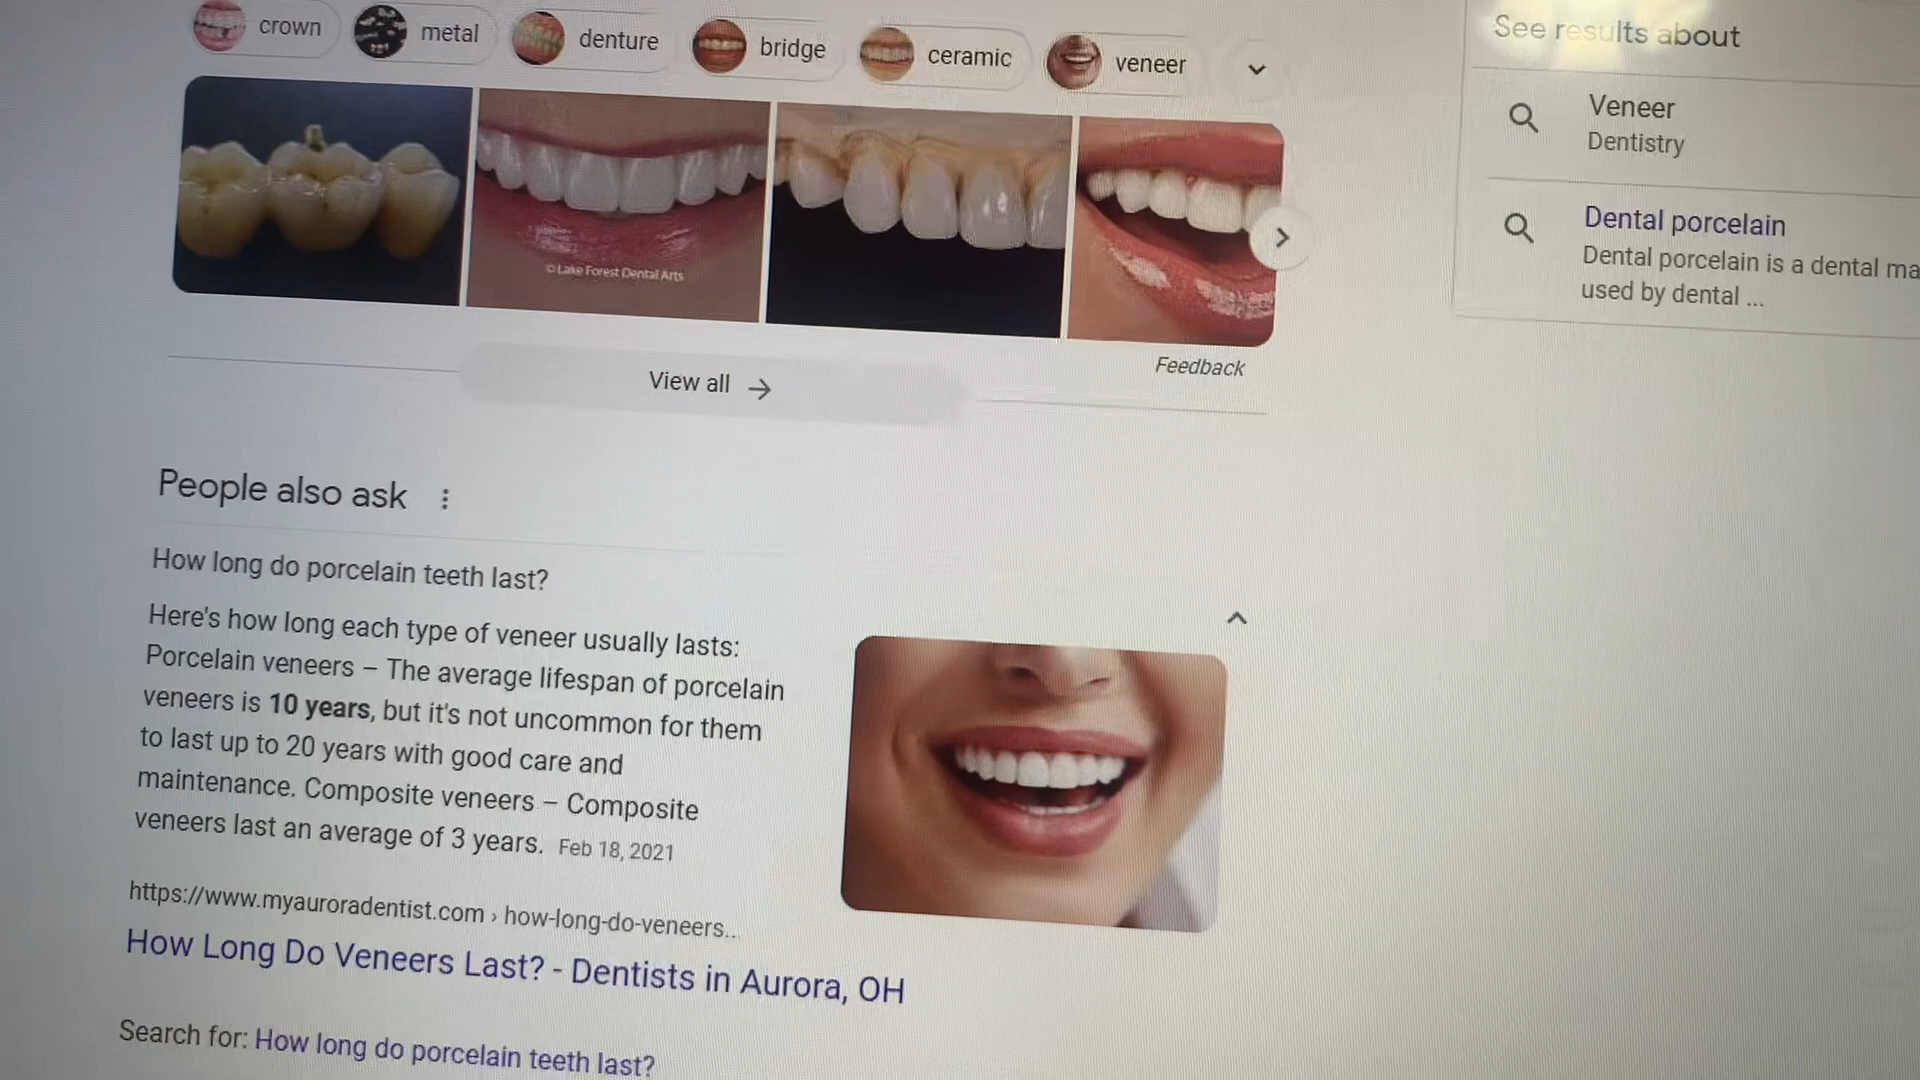 crown
metal
denture
bridge
ceramic
veneer
© Lake Forest Dental Arts
Feedback
View all
People also ask
How long do porcelain teeth last?
Here's how long each type of veneer usually lasts:
Porcelain veneers – The average lifespan of porcelain
veneers is 10 years, but it's not uncommon for them
to last up to 20 years with good care and
maintenance. Composite veneers – Composite
veneers last an average of 3 years. Feb 18, 2021
https://www.myauroradentist.com › how-long-do-veneers...
How Long Do Veneers Last? - Dentists in Aurora, OH
Search for: How long do porcelain teeth last?
See results about
Veneer
Dentistry
Dental porcelain
Dental porcelain is a dental ma
used by dental ...